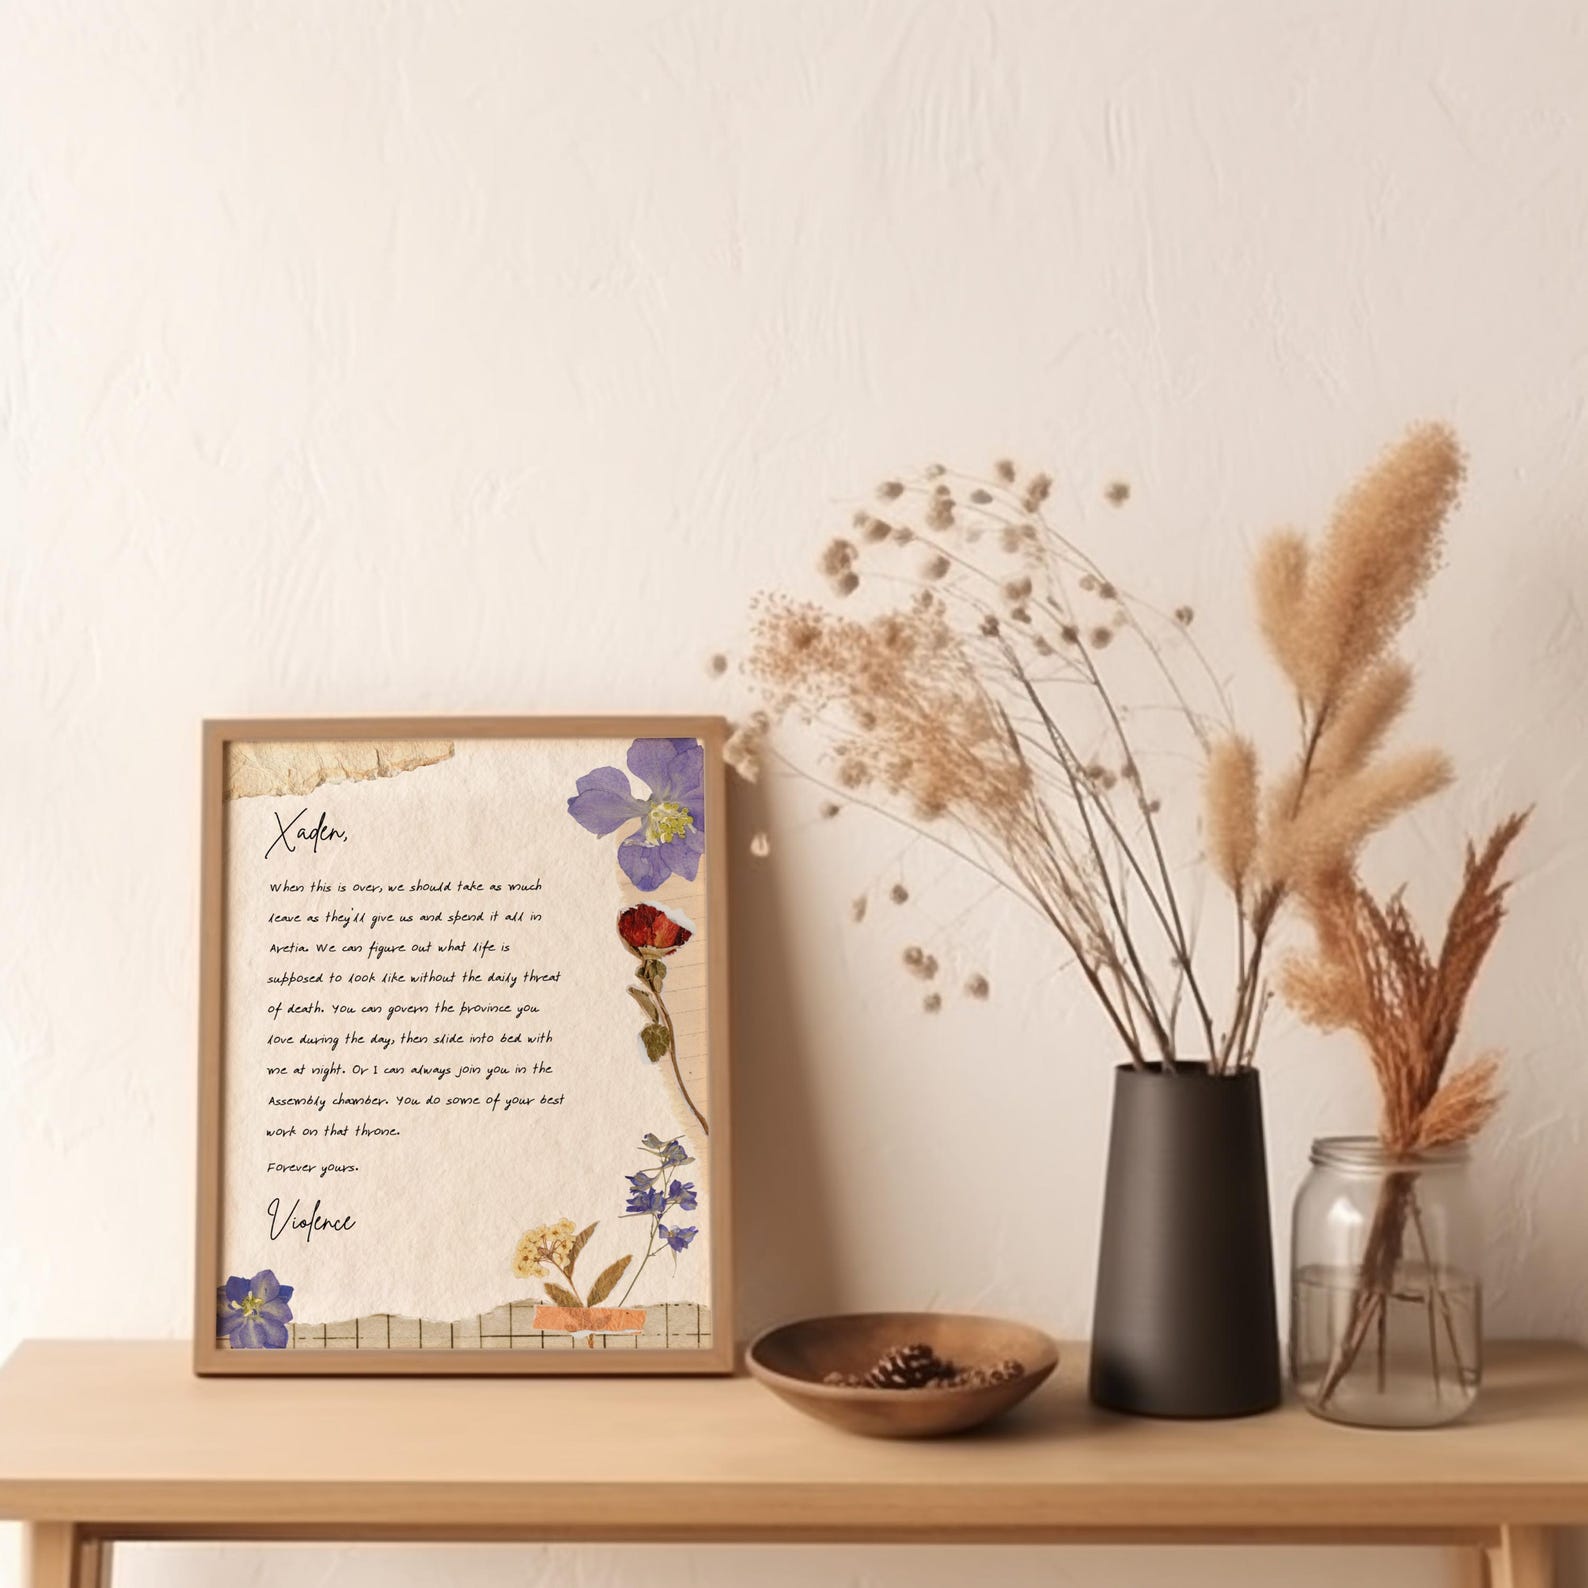 Xaden,
When this is over, we should take as much
leave as they'll give us and spend it all in
Aretia. We can figure out what life is
supposed to look like without the daily threat
of death. You can govern the province you
love during the day, then slide into bed with
me at night. Or I can always join you in the
Assembly chamber. You do some of your best
work on that throne.
Forever yours.
Violence